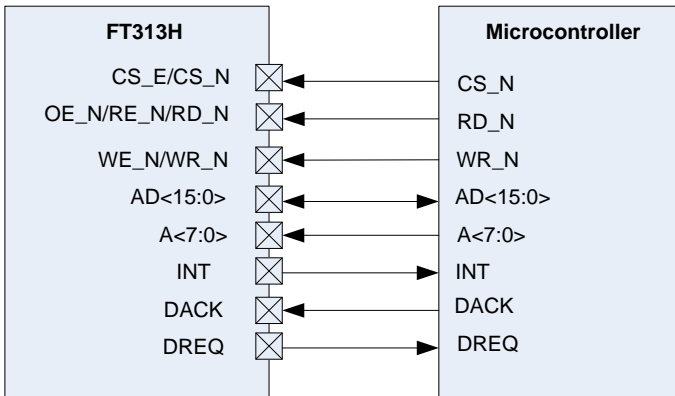 FT313H
CS_E/CS_N
OE_N/RE_N/RD_N
WE_N/WR_N
AD<15:0>
A<7:0>
INT
DACK
DREQ
Microcontroller
CS_N
RD_N
WR_N
AD<15:0>
A<7:0>
INT
DACK
DREQ